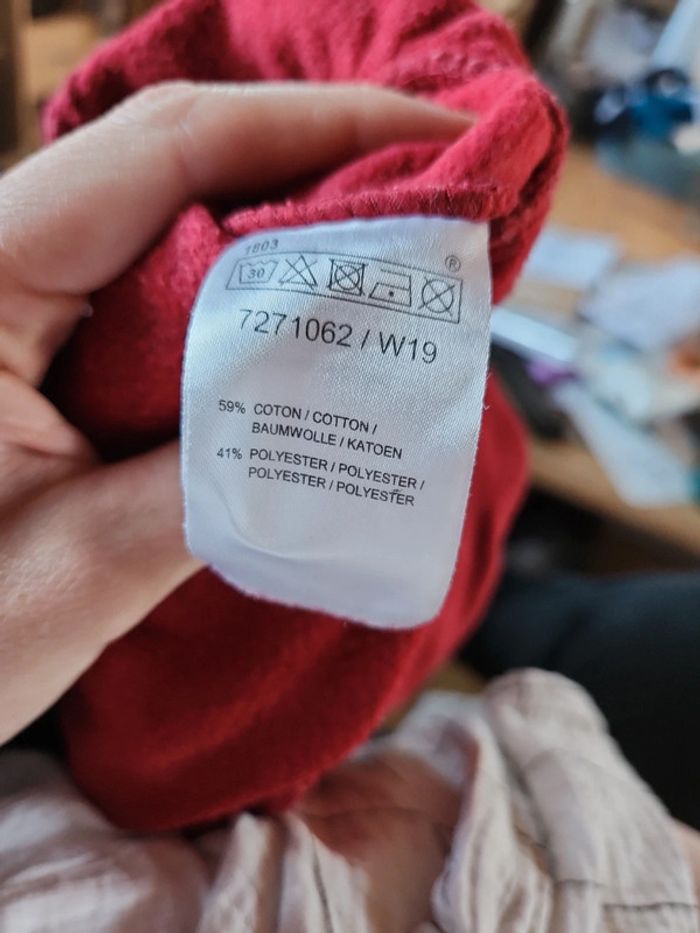 1803
®
30
7271062 / W19
59% COTON / COTTON /
BAUMWOLLE / KATOEN
41% POLYESTER / POLYESTER /
POLYESTER / POLYESTER